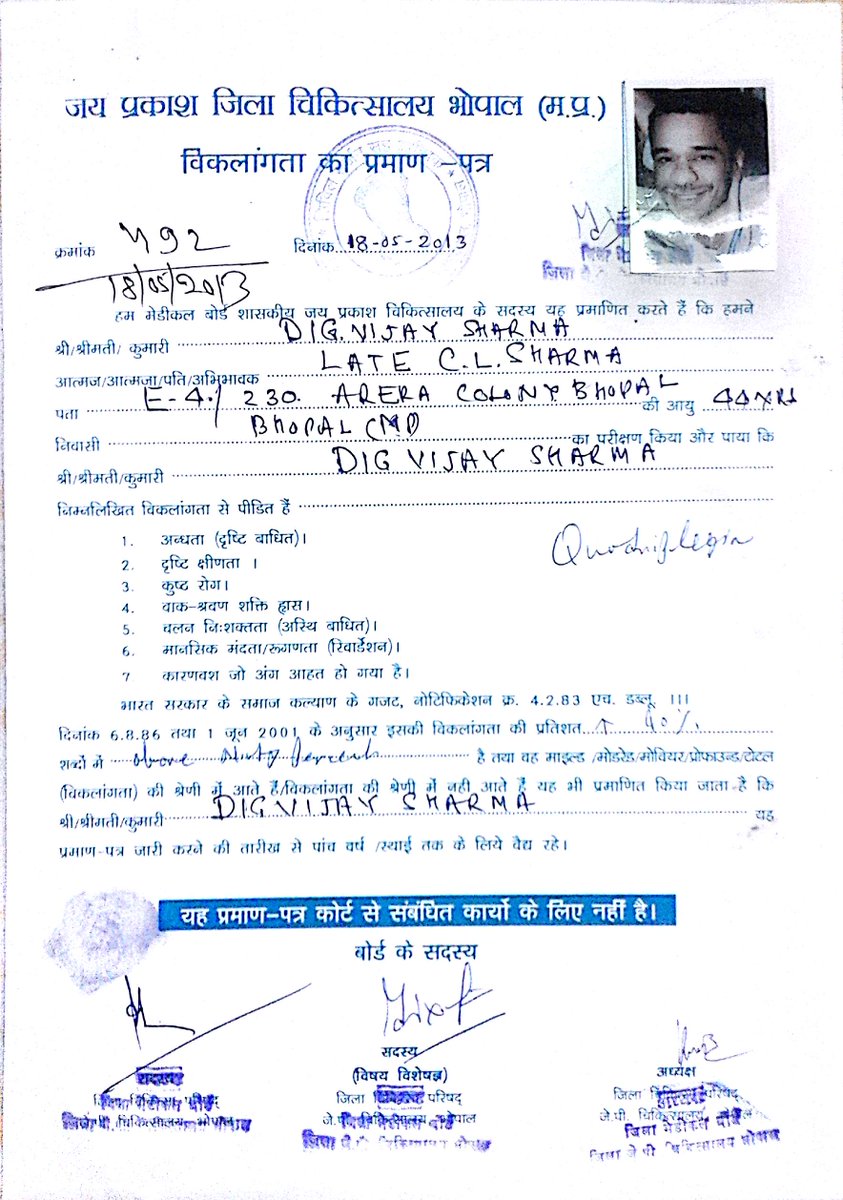 जय प्रकाश जिला चिकित्सालय भोपाल (म.प्र.)
विकलांगता का प्रमाण –पत्र
क्रमांक 492 दिनांक 18-05-2013
18/05/2013
हम मेडीकल बोर्ड शासकीय जय प्रकाश चिकित्सालय के सदस्य यह प्रमाणित करते हैं कि हमने
श्री/श्रीमती/ कुमारी DIG.VIJAY SHARMA
आत्मज/आत्मजा/पति/अभिभावक LATE C.L.SHARMA
पता E-4/230. ARERA COLONY BHOPAL की आयु 44 YRS
निवासी BHOPAL का परीक्षण किया और पाया कि
श्री/श्रीमती/कुमारी DIG VIJAY SHARMA
निम्नलिखित विकलांगता से पीडित हैं
1. अन्धता (दृष्टि बाधित)।
Quadriplegia
2. दृष्टि क्षीणता ।
3. कुष्ट रोग।
4. वाक-श्रवण शक्ति ह्रास।
5. चलन निःशक्तता (अस्थि बाधित)।
6. मानसिक मंदता/रूगणता (रिटार्डेशन)।
7 कारणवश जो अंग आहत हो गया है।
भारत सरकार के समाज कल्याण के गजट, नोटिफिकेशन क्र. 4.2.83 एच. डब्लू. ।।।
दिनांक 6.8.86 तथा 1 जून 2001 के अनुसार इसकी विकलांगता की प्रतिशत ↑ 90%
शब्दों में above Ninty percent है तथा वह माइल्ड /मोडरेड/मोवियर/प्रोफाउन्ड/टोटल
(विकलांगता) की श्रेणी में आते हैं/विकलांगता की श्रेणी में नही आते हैं यह भी प्रमाणित किया जाता है कि
श्री/श्रीमती/कुमारी DIG VIJAY SHARMA यह
प्रमाण-पत्र जारी करने की तारीख से पांच वर्ष /स्थाई तक के लिये वैद्य रहे।
यह प्रमाण-पत्र कोर्ट से संबंधित कार्यो के लिए नहीं है।
बोर्ड के सदस्य
सदस्य
सदस्य
(विषय विशेषज्ञ)
अध्यक्ष
जिला परिषद्
जे.पी. चिकित्सालय, भोपाल
जिला परिषद्
जे.पी. चिकित्सालय, भोपाल
जिला परिषद्
जे.पी. चिकित्सालय
जिला मेडीकल बोर्ड
जिला जे.पी. चिकित्सालय भोपाल